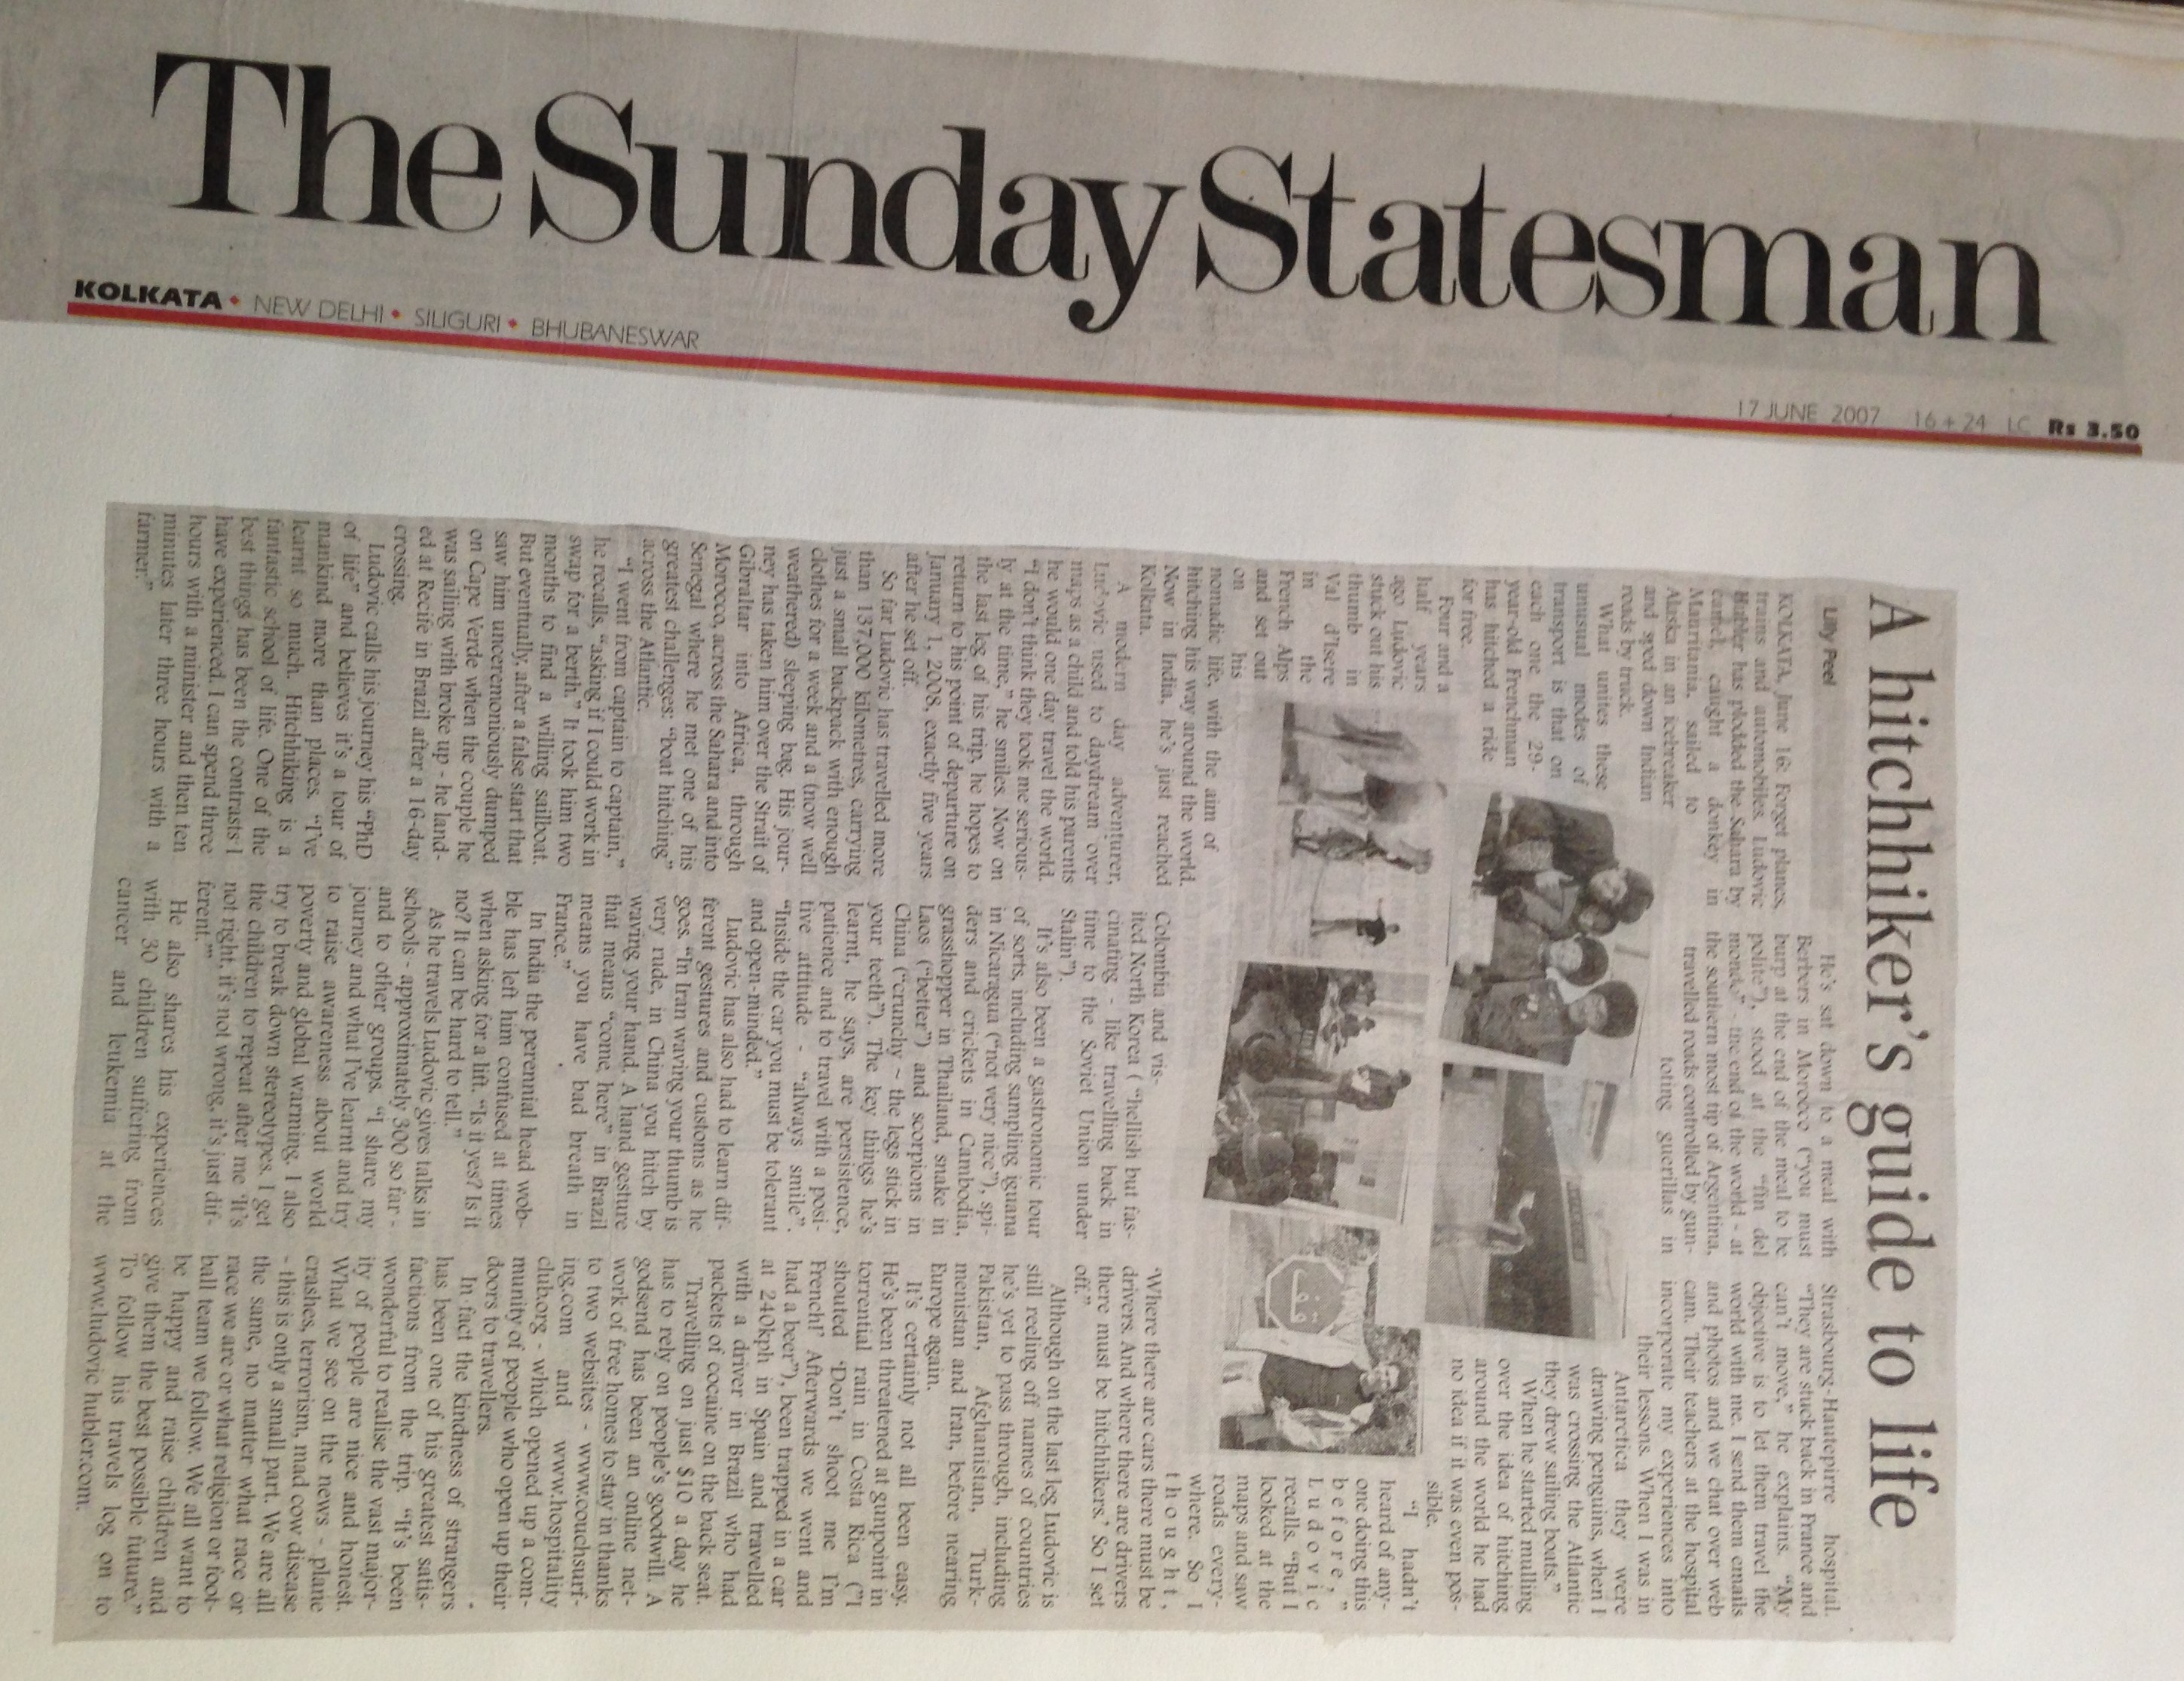 The Sunday Statesman
KOLKATA • NEW DELHI • SILIGURI • BHUBANESWAR
17 JUNE 2007 16 + 24 LC Rs 3.50
A hitchhiker's guide to life
Lilly Peel
KOLKATA, June 16: Forget planes,
trains and automobiles. Ludovic
Hubler has plodded the Sahara by
camel, caught a donkey in
Mauritania, sailed to
Alaska in an icebreaker
and sped down Indian
roads by truck.
What unites these
unusual modes of
transport is that on
each one the 29-
year-old Frenchman
has hitched a ride
for free.
Four and a
half years
ago Ludovic
stuck out his
thumb in
Val d'Isere
in the
French Alps
and set out
on his
nomadic life, with the aim of
hitching his way around the world.
Now in India, he's just reached
Kolkata.
A modern day adventurer,
Ludovic used to daydream over
maps as a child and told his parents
he would one day travel the world.
"I don't think they took me serious-
ly at the time," he smiles. Now on
the last leg of his trip, he hopes to
return to his point of departure on
January 1, 2008, exactly five years
after he set off.
So far Ludovic has travelled more
than 137,000 kilometres, carrying
just a small backpack with enough
clothes for a week and a (now well
weathered) sleeping bag. His jour-
ney has taken him over the Strait of
Gibraltar into Africa, through
Morocco, across the Sahara and into
Senegal where he met one of his
greatest challenges: "boat hitching"
across the Atlantic.
"I went from captain to captain,"
he recalls, "asking if I could work in
swap for a berth." It took him two
months to find a willing sailboat.
But eventually, after a false start that
saw him unceremoniously dumped
on Cape Verde when the couple he
was sailing with broke up - he land-
ed at Recife in Brazil after a 16-day
crossing.
Ludovic calls his journey his "PhD
of life" and believes it's a tour of
mankind more than places. "I've
learnt so much. Hitchhiking is a
fantastic school of life. One of the
best things has been the contrasts I
have experienced. I can spend three
hours with a minister and then ten
minutes later three hours with a
farmer."
He's sat down to a meal with
Berbers in Morocco ("you must
burp at the end of the meal to be
polite"), stood at the "fin del
mondo" - the end of the world - at
the southern most tip of Argentina,
travelled roads controlled by gun-
toting guerillas in
Colombia and vis-
ited North Korea ( "hellish but fas-
cinating - like travelling back in
time to the Soviet Union under
Stalin").
It's also been a gastronomic tour
of sorts, including sampling iguana
in Nicaragua ("not very nice"), spi-
ders and crickets in Cambodia,
grasshopper in Thailand, snake in
Laos ("better") and scorpions in
China ("crunchy ~ the legs stick in
your teeth"). The key things he's
learnt, he says, are persistence,
patience and to travel with a posi-
tive attitude - "always smile".
"Inside the car you must be tolerant
and open-minded."
Ludovic has also had to learn dif-
ferent gestures and customs as he
goes. "In Iran waving your thumb is
very rude, in China you hitch by
waving your hand. A hand gesture
that means "come, here" in Brazil
means you have bad breath in
France."
In India the perennial head wob-
ble has left him confused at times
when asking for a lift. "Is it yes? Is it
no? It can be hard to tell."
As he travels Ludovic gives talks in
schools - approximately 300 so far -
and to other groups. "I share my
journey and what I've learnt and try
to raise awareness about world
poverty and global warming. I also
try to break down stereotypes. I get
the children to repeat after me 'It's
not right, it's not wrong, it's just dif-
ferent.'"
He also shares his experiences
with 30 children suffering from
cancer and leukemia at the
Strasbourg-Hautepirre hospital.
"They are stuck back in France and
can't move," he explains. "My
objective is to let them travel the
world with me. I send them emails
and photos and we chat over web
cam. Their teachers at the hospital
incorporate my experiences into
their lessons. When I was in
Antarctica they were
drawing penguins, when I
was crossing the Atlantic
they drew sailing boats."
When he started mulling
over the idea of hitching
around the world he had
no idea if it was even pos-
sible.
"I hadn't
heard of any-
one doing this
before,"
Ludovic
recalls. "But I
looked at the
maps and saw
roads every-
where. So I
thought,
'Where there are cars there must be
drivers. And where there are drivers
there must be hitchhikers.' So I set
off."
Although on the last leg Ludovic is
still reeling off names of countries
he's yet to pass through, including
Pakistan, Afghanistan, Turk-
menistan and Iran, before nearing
Europe again.
It's certainly not all been easy.
He's been threatened at gunpoint in
torrential rain in Costa Rica ("I
shouted 'Don't shoot me I'm
French!' Afterwards we went and
had a beer"), been trapped in a car
at 240kph in Spain and travelled
with a driver in Brazil who had
packets of cocaine on the back seat.
Travelling on just $10 a day he
has to rely on people's goodwill. A
godsend has been an online net-
work of free homes to stay in thanks
to two websites - www.couchsurf-
ing.com and www.hospitality
club.org - which opened up a com-
munity of people who open up their
doors to travellers.
In fact the kindness of strangers
has been one of his greatest satis-
factions from the trip. "It's been
wonderful to realise the vast major-
ity of people are nice and honest.
What we see on the news - plane
crashes, terrorism, mad cow disease
- this is only a small part. We are all
the same, no matter what race or
race we are or what religion or foot-
ball team we follow. We all want to
be happy and raise children and
give them the best possible future."
To follow his travels log on to
www.ludovic hubler.com.